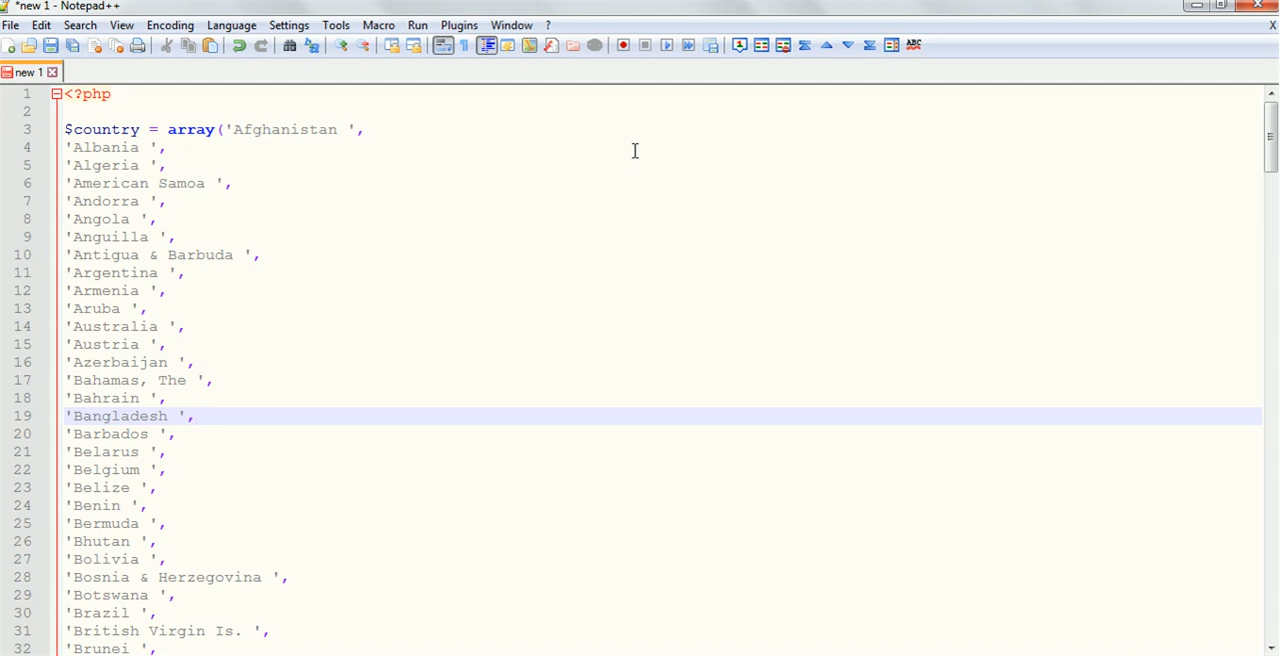 *new 1 - Notepad++
File Edit Search View Encoding Language Settings Tools Macro Run Plugins Window ? X
ABC
new 1
1 <?php
2
3 $country = array('Afghanistan ',
4 'Albania ',
5 'Algeria ',
6 'American Samoa ',
7 'Andorra ',
8 'Angola ',
9 'Anguilla ',
10 'Antigua & Barbuda ',
11 'Argentina ',
12 'Armenia ',
13 'Aruba ',
14 'Australia ',
15 'Austria ',
16 'Azerbaijan ',
17 'Bahamas, The ',
18 'Bahrain ',
19 'Bangladesh ',
20 'Barbados ',
21 'Belarus ',
22 'Belgium ',
23 'Belize ',
24 'Benin ',
25 'Bermuda ',
26 'Bhutan ',
27 'Bolivia ',
28 'Bosnia & Herzegovina ',
29 'Botswana ',
30 'Brazil ',
31 'British Virgin Is. ',
32 'Brunei ',